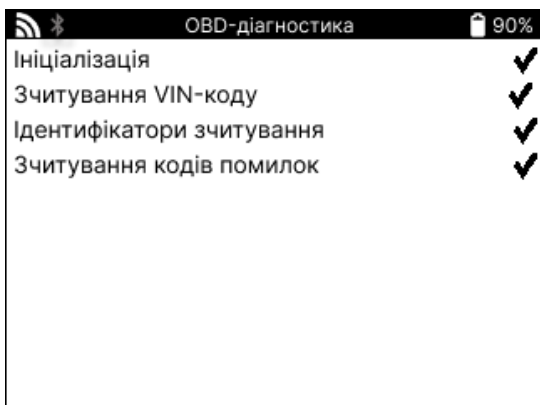 OBD-діагностика 90%
Ініціалізація
Зчитування VIN-коду
Ідентифікатори зчитування
Зчитування кодів помилок